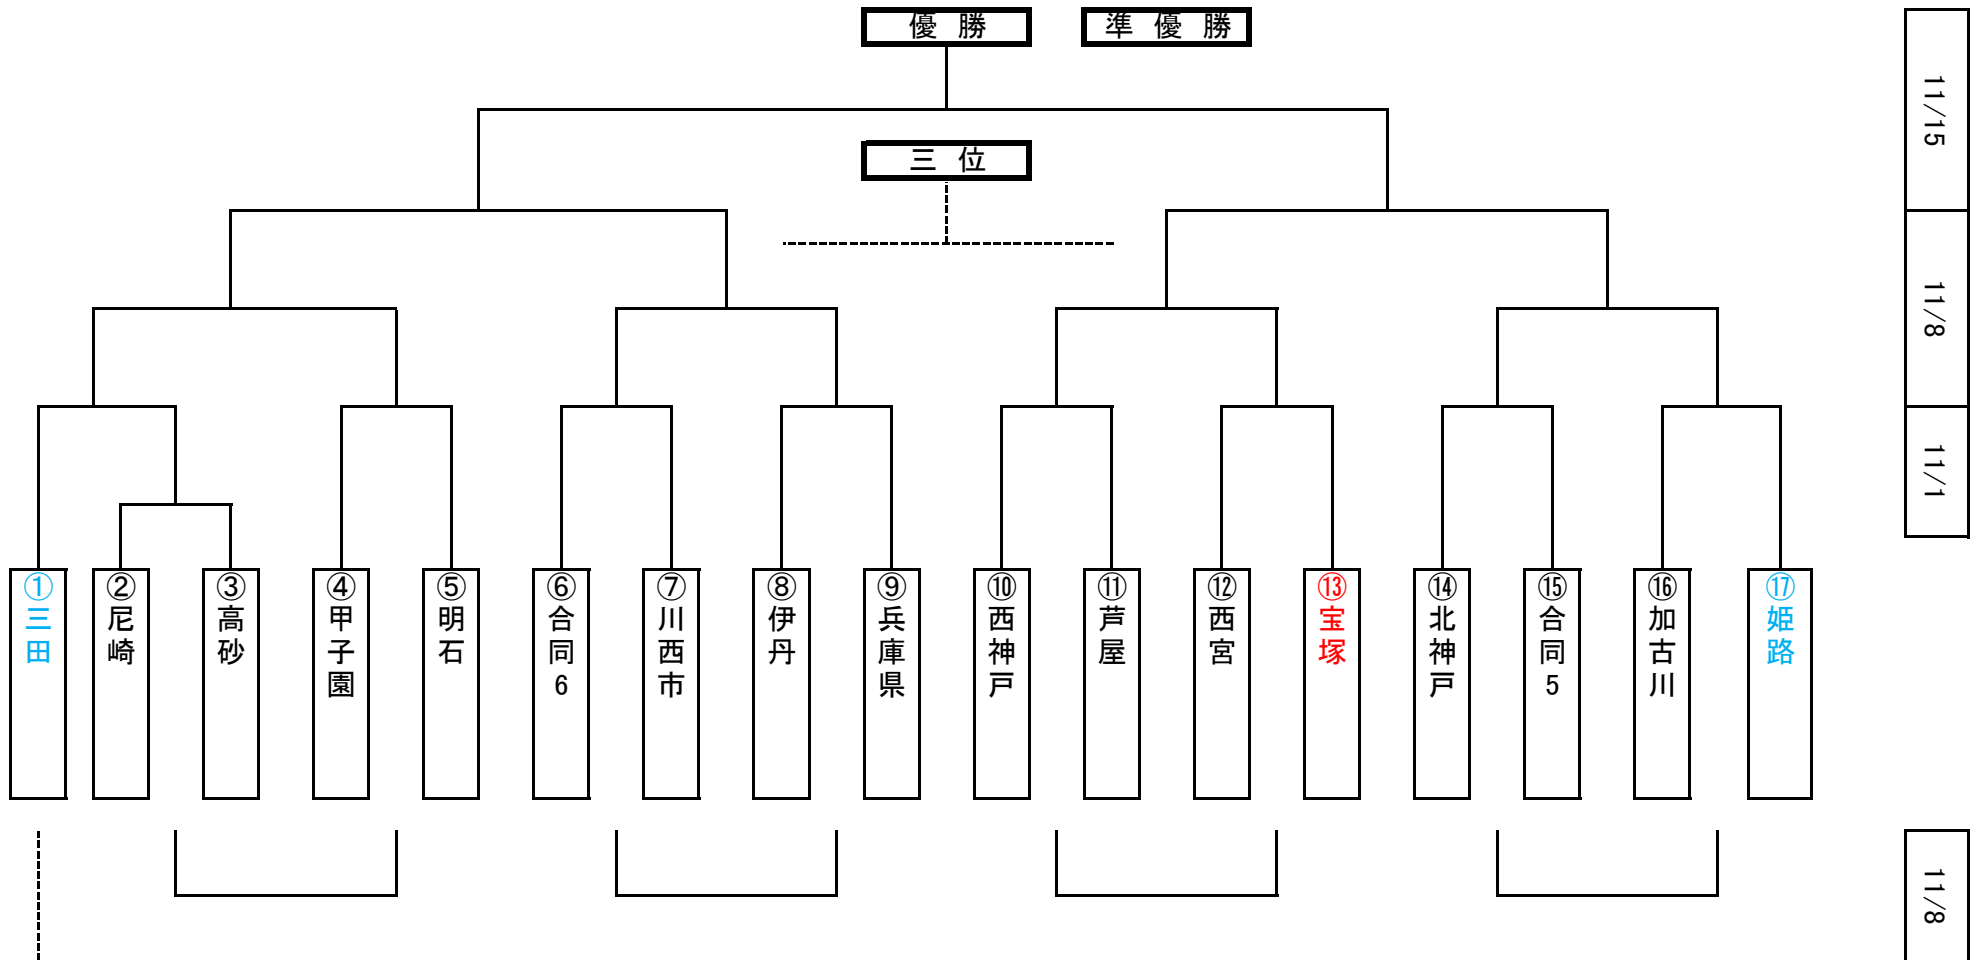 優勝
準優勝
三位
11/15
11/8
11/1
①三田
②尼崎
③高砂
④甲子園
⑤明石
⑥合同6
⑦川西市
⑧伊丹
⑨兵庫県
⑩西神戸
⑪芦屋
⑫西宮
⑬宝塚
⑭北神戸
⑮合同5
⑯加古川
⑰姫路
11/8